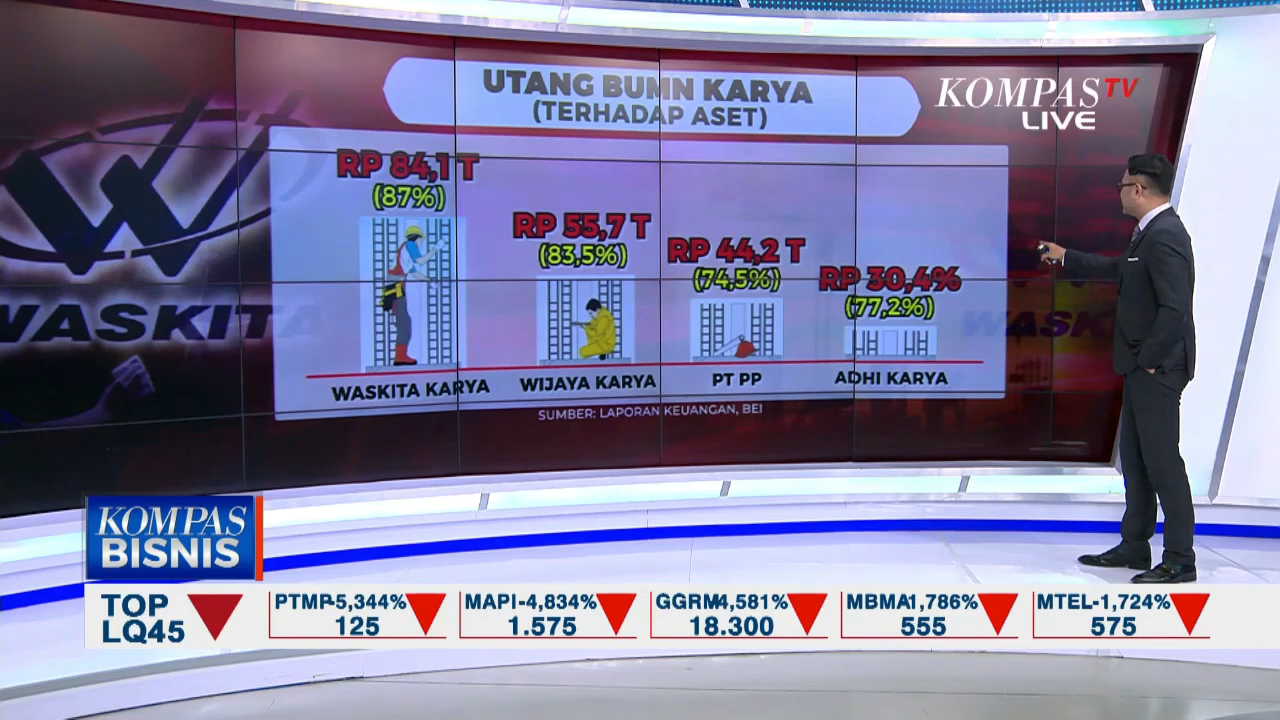 UTANG BUMN KARYA
(TERHADAP ASET)
KOMPAS TV
LIVE
RP 84,1 T
(87%)
RP 55,7 T
(83,5%)
RP 44,2 T
(74,5%)
RP 30,4%
(77,2%)
WASKITA KARYA
WIJAYA KARYA
PT PP
ADHI KARYA
SUMBER: LAPORAN KEUANGAN, BEI
WASKITA
WASK
KOMPAS
BISNIS
TOP
LQ45
PTMP-5,344%
125
MAPI-4,834%
1.575
GGRM-4,581%
18.300
MBMA1,786%
555
MTEL-1,724%
575